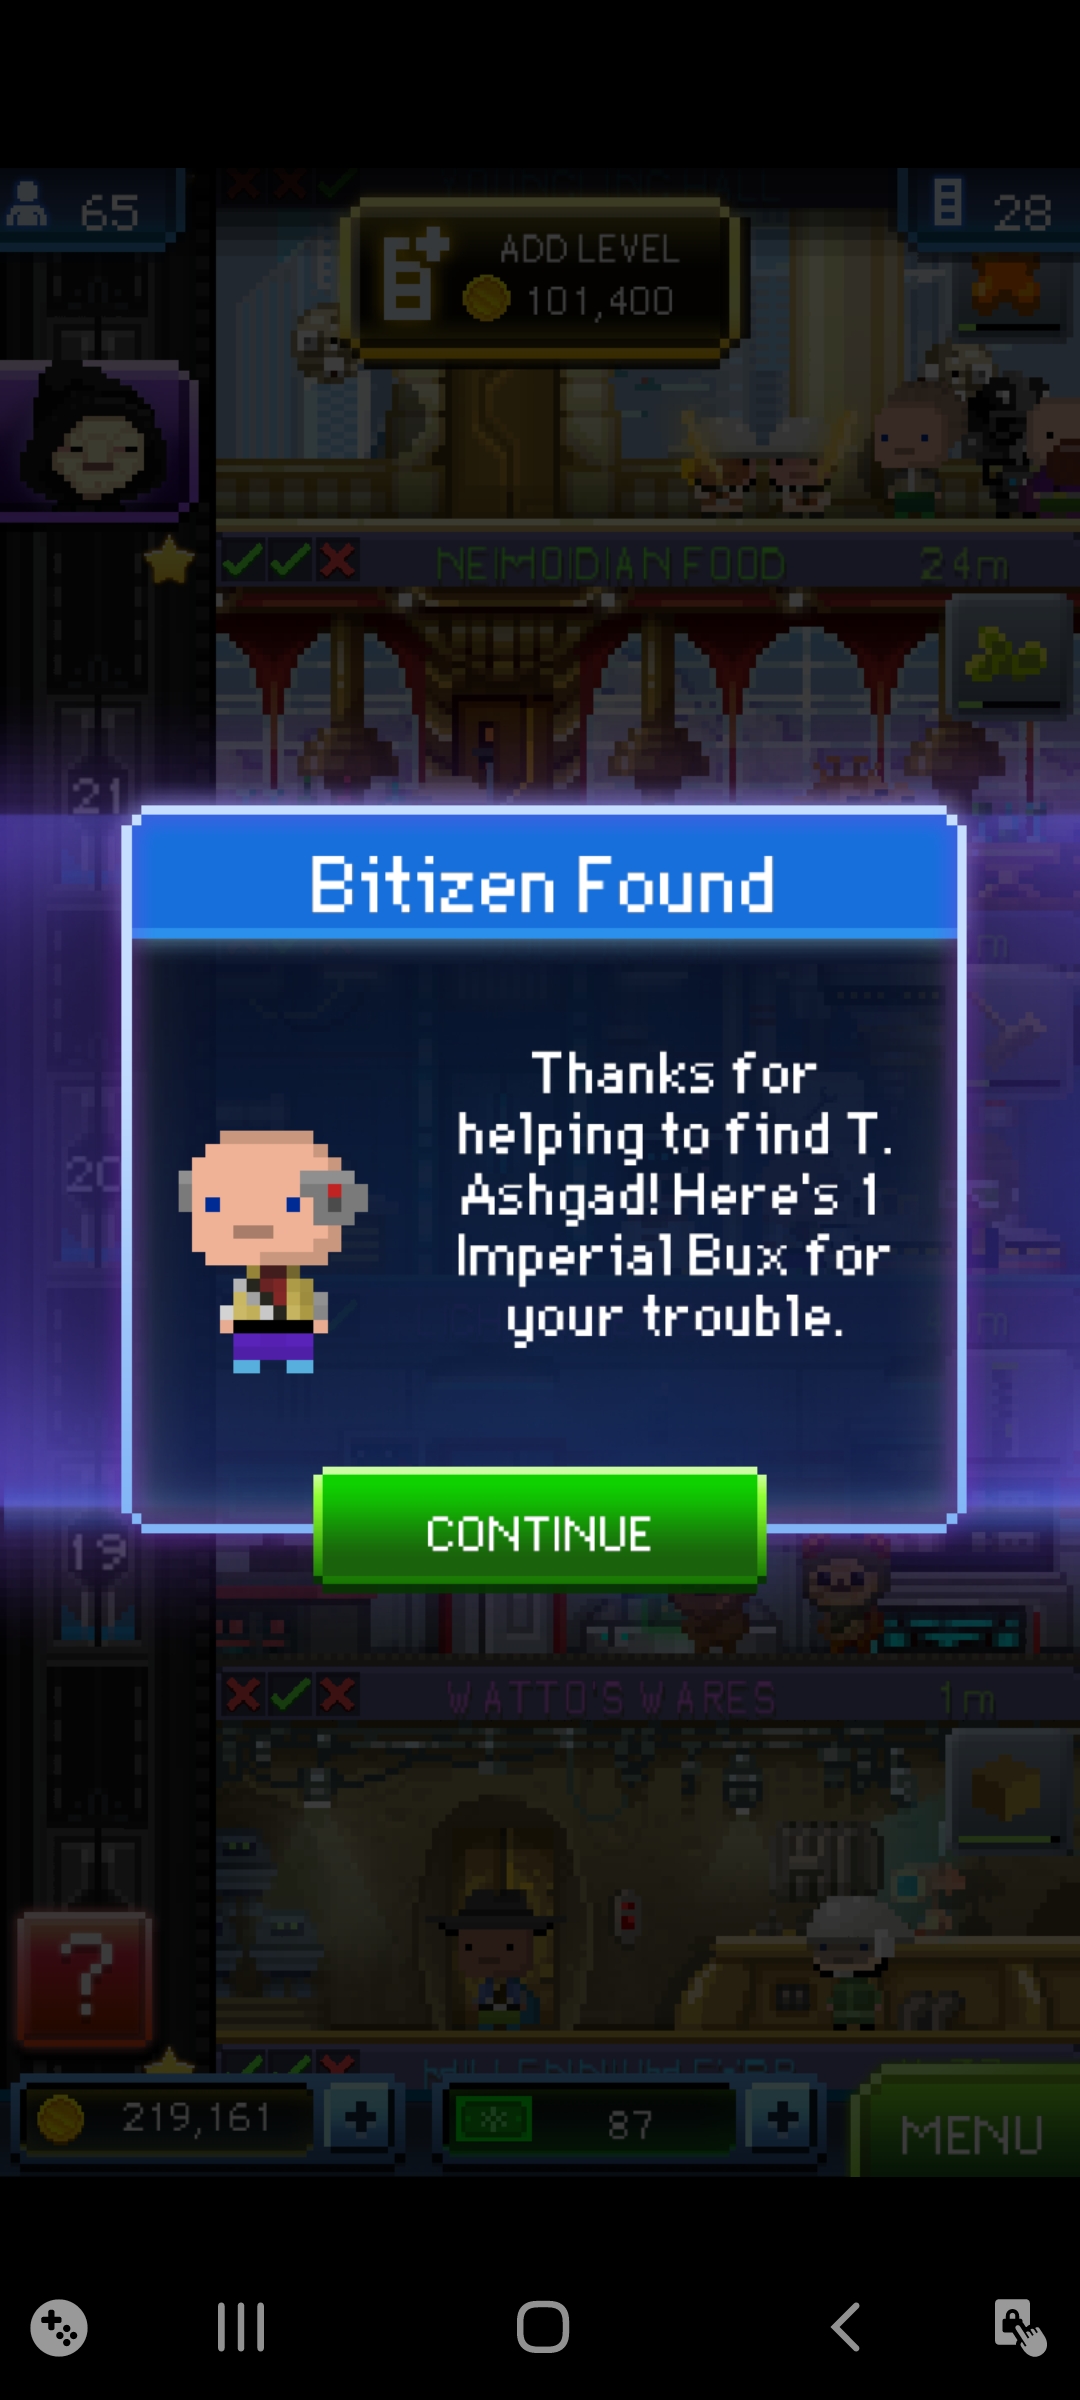 65
28
ADD LEVEL
101,400
NEIMOIDIAN FOOD
24m
21
Bitizen Found
Thanks for
helping to find T.
Ashgad! Here's 1
Imperial Bux for
your trouble.
20
CONTINUE
19
WATTO'S WARES
1m
?
219,161
87
MENU